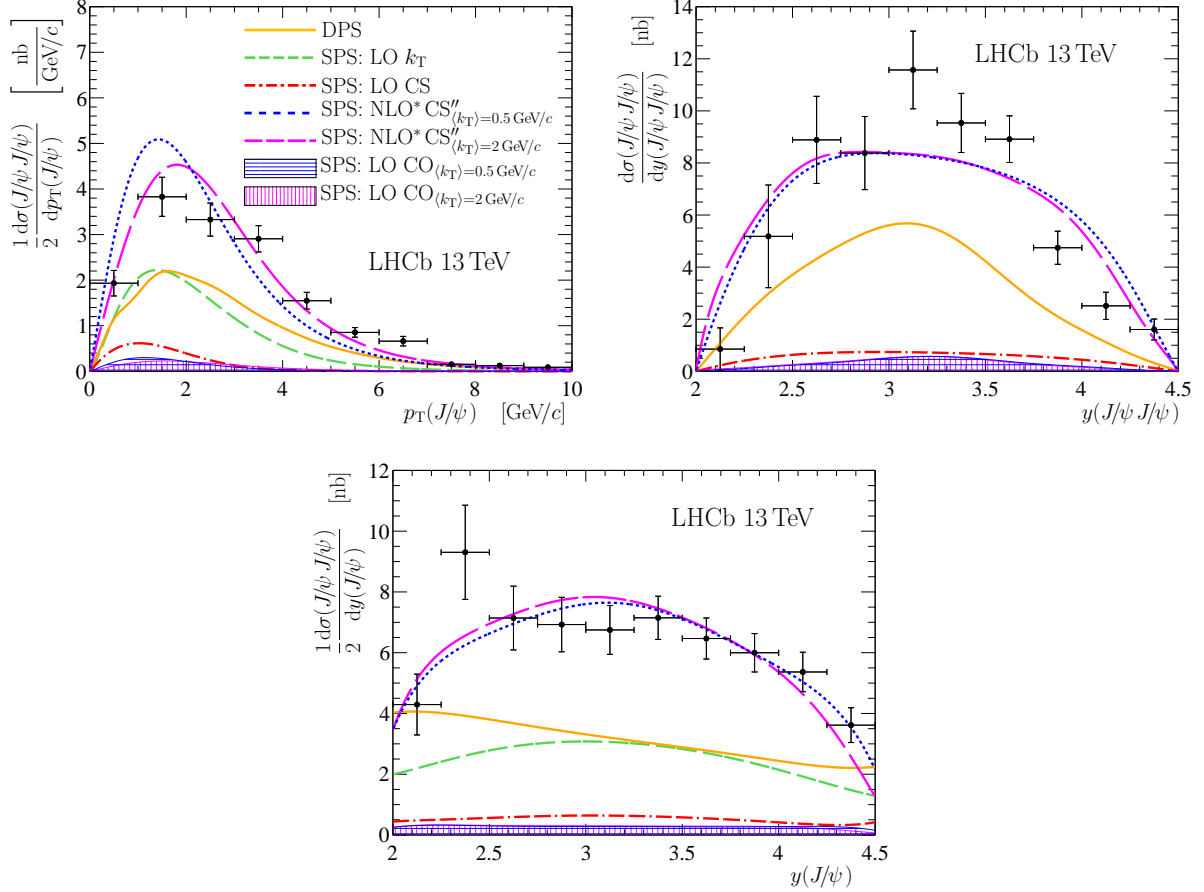 1/2 dσ(J/ψ J/ψ)/dp_T(J/ψ) [nb/GeV/c]
8
7
6
5
4
3
2
1
0
DPS
SPS: LO k_T
SPS: LO CS
SPS: NLO* CS″⟨k_T⟩=0.5 GeV/c
SPS: NLO* CS″⟨k_T⟩=2 GeV/c
SPS: LO CO⟨k_T⟩=0.5 GeV/c
SPS: LO CO⟨k_T⟩=2 GeV/c
LHCb 13 TeV
0 2 4 6 8 10
p_T(J/ψ) [GeV/c]
dσ(J/ψ J/ψ)/dy(J/ψ J/ψ) [nb]
14
12
10
8
6
4
2
0
LHCb 13 TeV
2 2.5 3 3.5 4 4.5
y(J/ψ J/ψ)
1/2 dσ(J/ψ J/ψ)/dy(J/ψ) [nb]
12
10
8
6
4
2
0
LHCb 13 TeV
2 2.5 3 3.5 4 4.5
y(J/ψ)